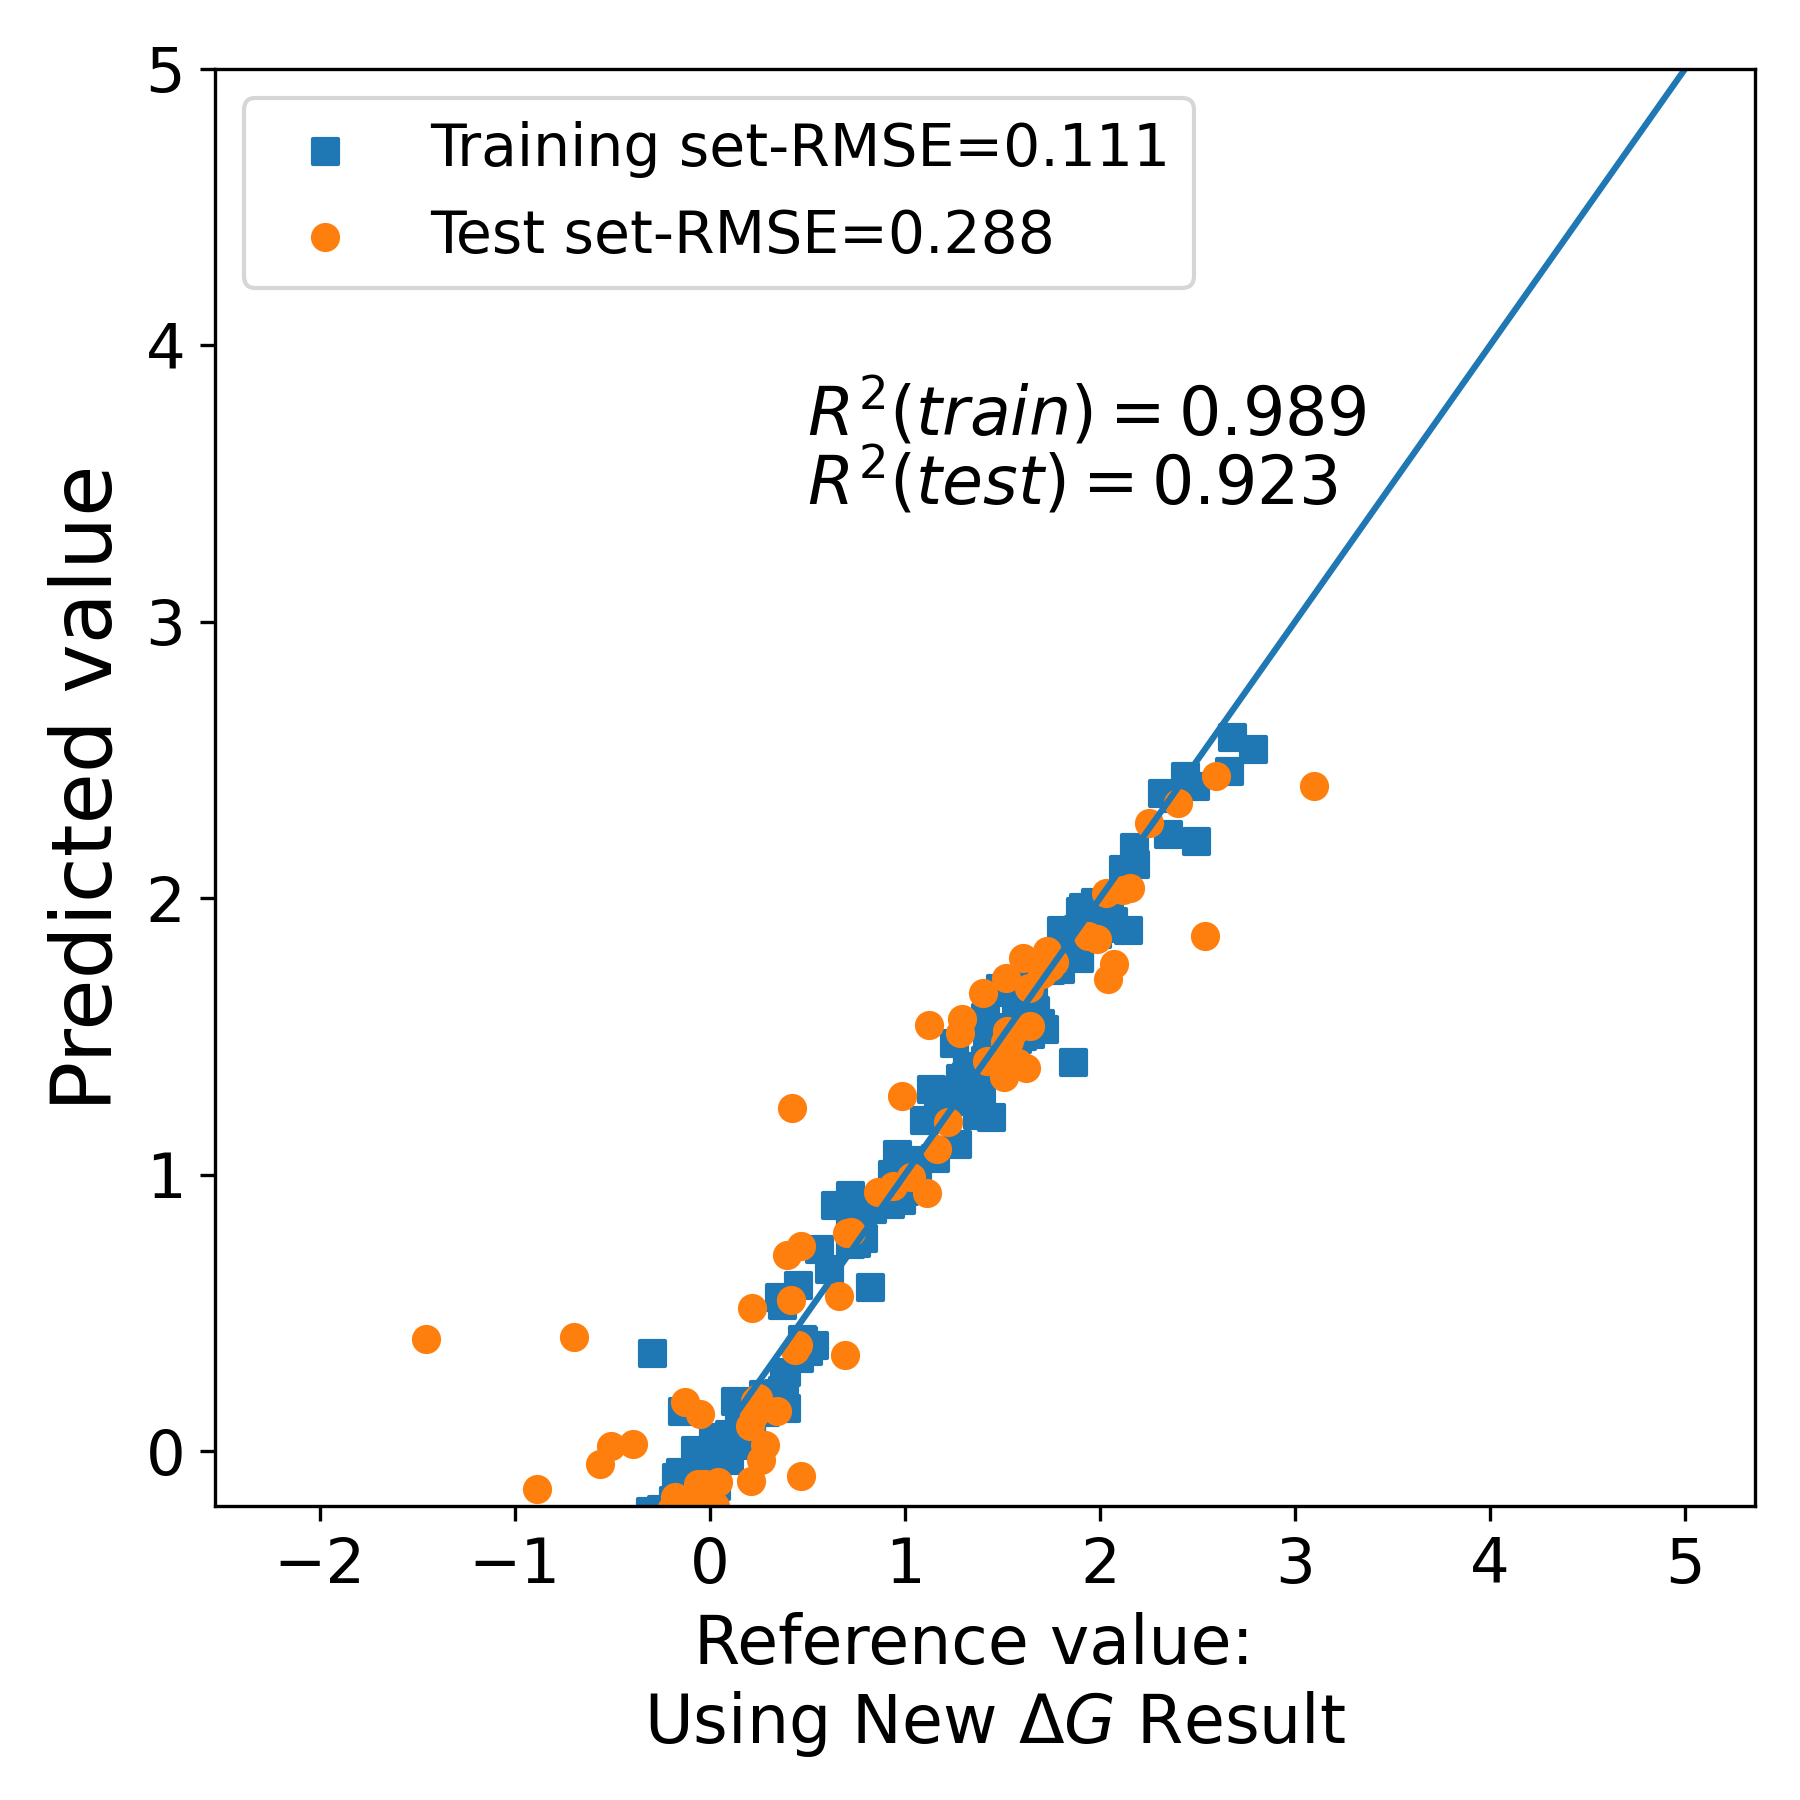 5
Training set-RMSE=0.111
Test set-RMSE=0.288
4
R²(train) = 0.989
R²(test) = 0.923
3
Predicted value
2
1
0
−2 −1 0 1 2 3 4 5
Reference value:
Using New ΔG Result